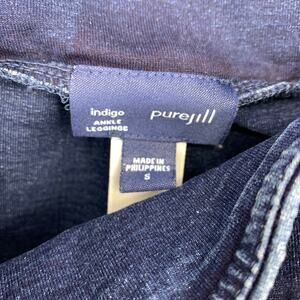 indigo
ANKLE
LEGGINGS
purejill
MADE IN
PHILIPPINES
S